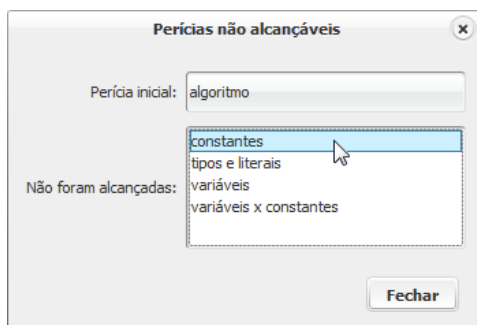 Perícias não alcançáveis
Perícia inicial: algoritmo
Não foram alcançadas:
constantes
tipos e literais
variáveis
variáveis x constantes
Fechar